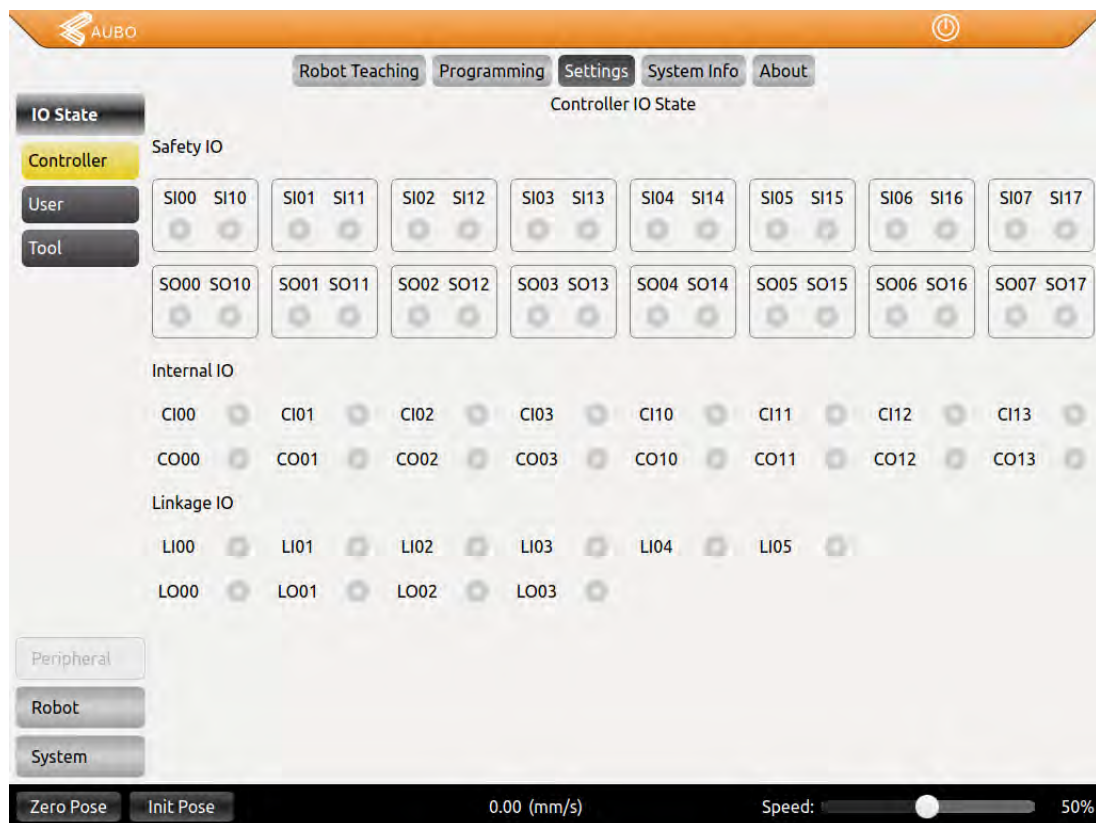 AUBO
Robot Teaching Programming Settings System Info About
Controller IO State
IO State
Controller
User
Tool
Safety IO
SI00 SI10 SI01 SI11 SI02 SI12 SI03 SI13 SI04 SI14 SI05 SI15 SI06 SI16 SI07 SI17
SO00 SO10 SO01 SO11 SO02 SO12 SO03 SO13 SO04 SO14 SO05 SO15 SO06 SO16 SO07 SO17
Internal IO
CI00 CI01 CI02 CI03 CI10 CI11 CI12 CI13
CO00 CO01 CO02 CO03 CO10 CO11 CO12 CO13
Linkage IO
LI00 LI01 LI02 LI03 LI04 LI05
LO00 LO01 LO02 LO03
Peripheral
Robot
System
Zero Pose Init Pose 0.00 (mm/s) Speed: 50%